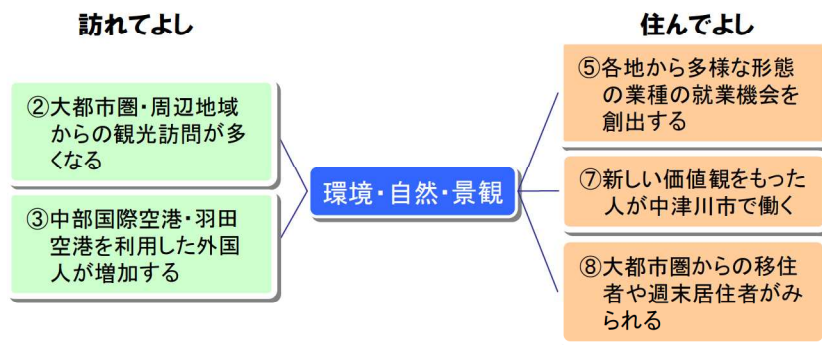 訪れてよし
②大都市圏・周辺地域
からの観光訪問が多
くなる
③中部国際空港・羽田
空港を利用した外国
人が増加する
環境・自然・景観
住んでよし
⑤各地から多様な形態
の業種の就業機会を
創出する
⑦新しい価値観をもった
人が中津川市で働く
⑧大都市圏からの移住
者や週末居住者がみ
られる